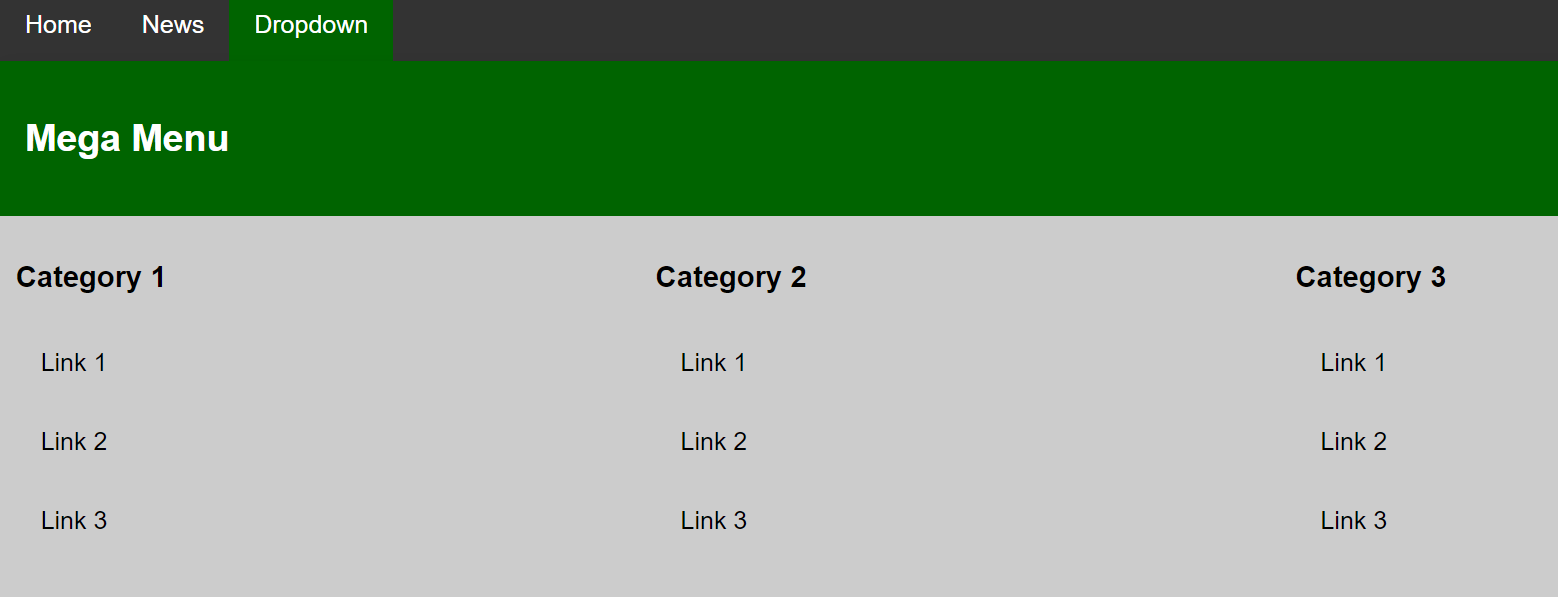 Home News Dropdown
Mega Menu
Category 1 Category 2 Category 3
Link 1 Link 1 Link 1
Link 2 Link 2 Link 2
Link 3 Link 3 Link 3